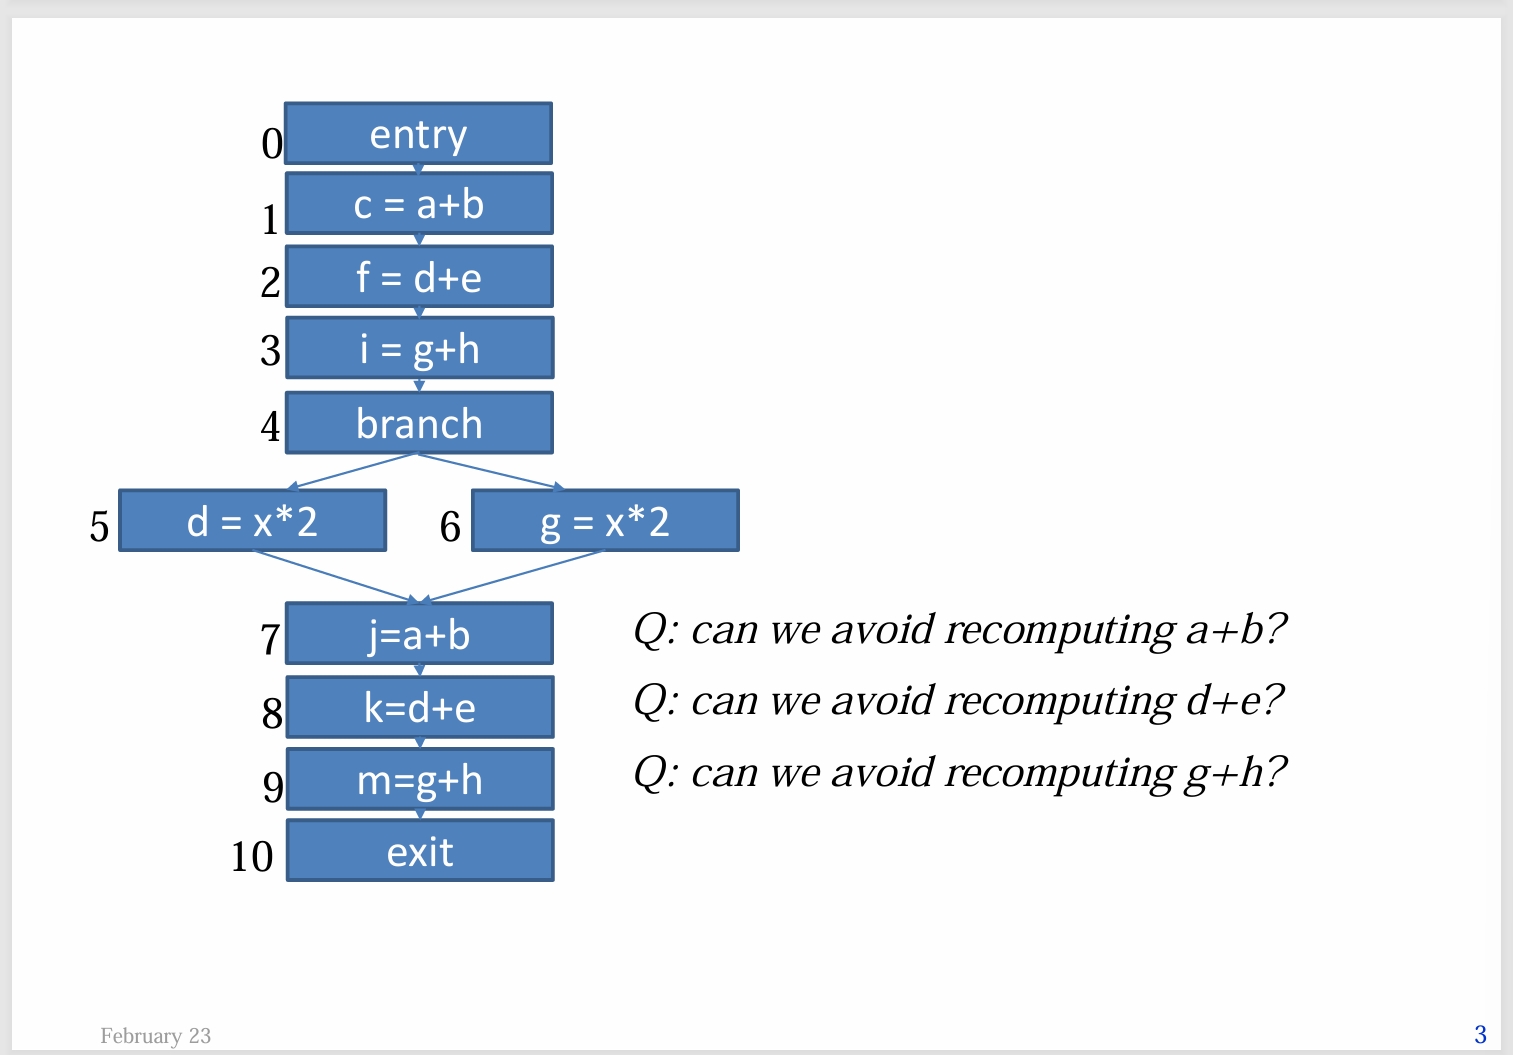 0 entry
1 c = a+b
2 f = d+e
3 i = g+h
4 branch
5 d = x*2 6 g = x*2
7 j=a+b Q: can we avoid recomputing a+b?
8 k=d+e Q: can we avoid recomputing d+e?
9 m=g+h Q: can we avoid recomputing g+h?
10 exit
February 23 3